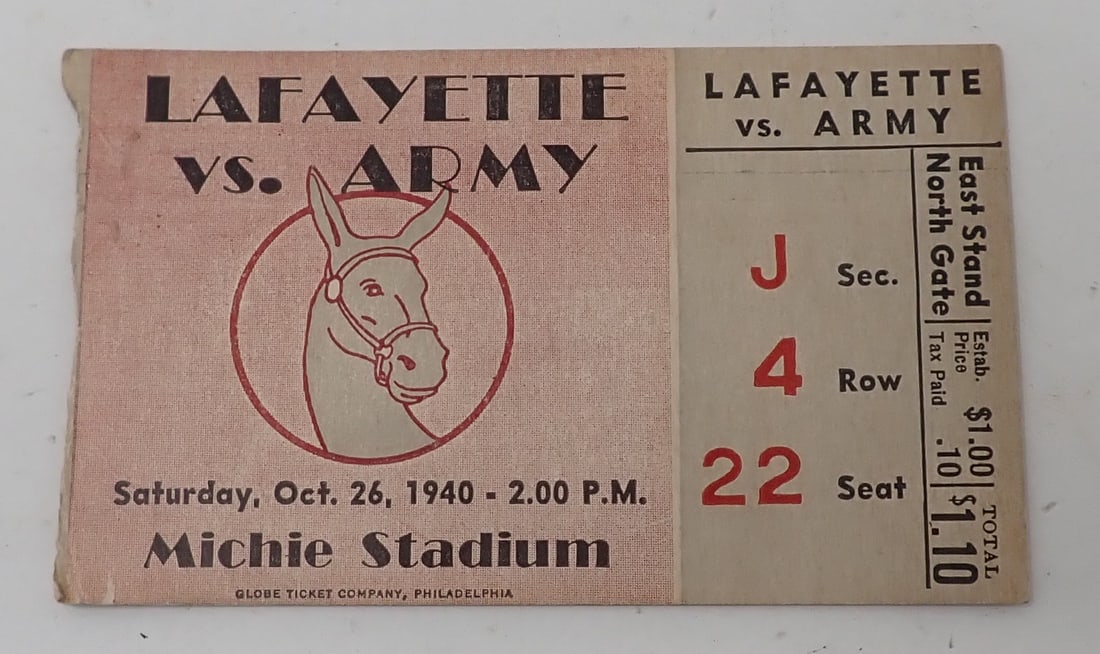 LAFAYETTE
vs. ARMY
Saturday, Oct. 26, 1940 - 2.00 P.M.
Michie Stadium
GLOBE TICKET COMPANY, PHILADELPHIA
LAFAYETTE
vs. ARMY
J Sec.
4 Row
22 Seat
East Stand
North Gate
Estab. Price $1.00
Tax Paid .10
TOTAL
$1.10